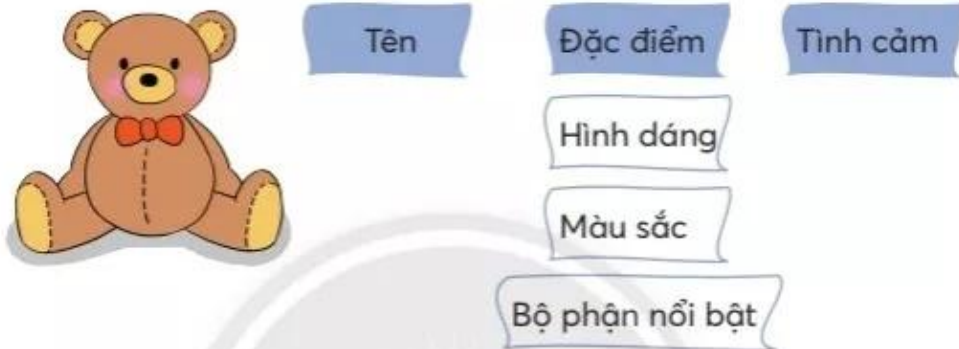 Tên
Đặc điểm
Tình cảm
Hình dáng
Màu sắc
Bộ phận nổi bật